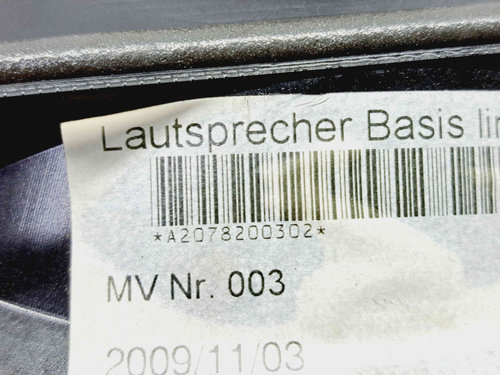 Lautsprecher Basis
*A2078200302*
MV Nr. 003
2009/11/03